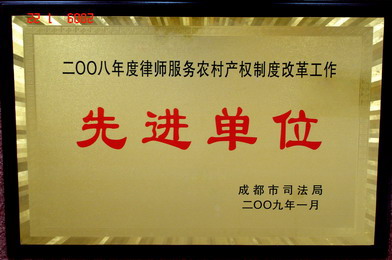 二〇〇八年度律师服务农村产权制度改革工作
先进单位
成都市司法局
二〇〇九年一月